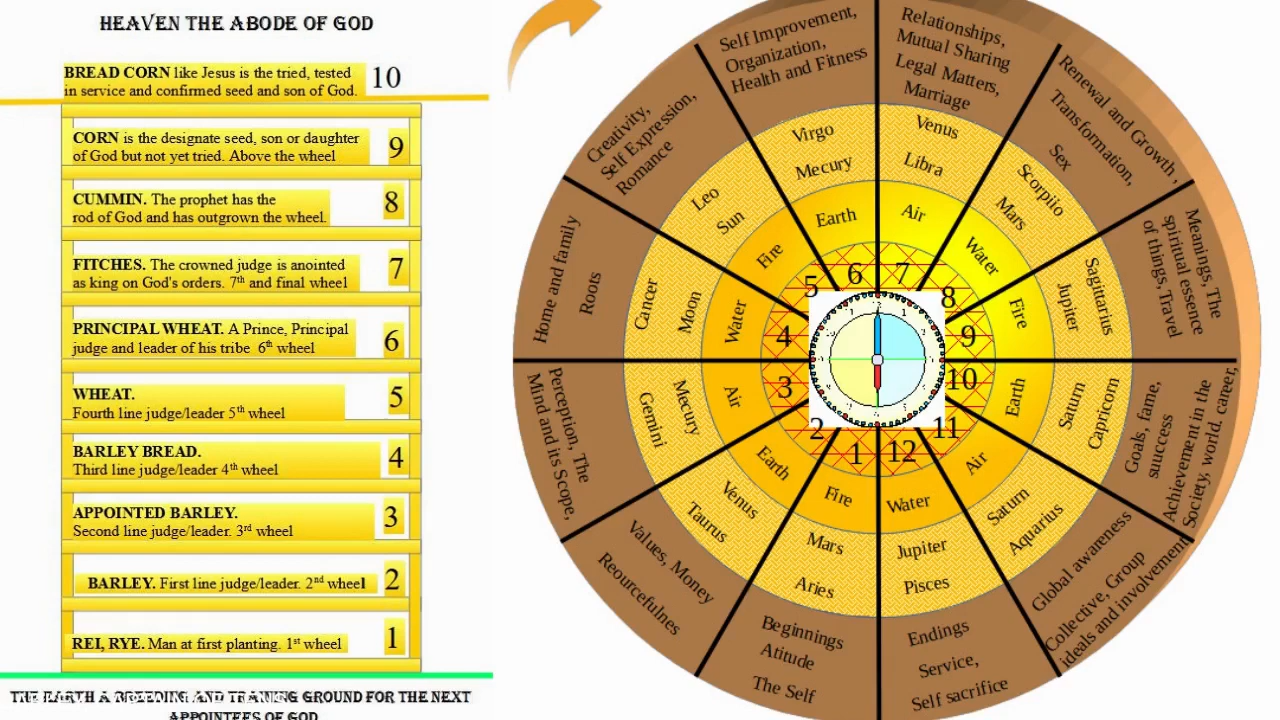 HEAVEN THE ABODE OF GOD
BREAD CORN like Jesus is the tried, tested
in service and confirmed seed and son of God.
10
CORN is the designate seed, son or daughter
of God but not yet tried. Above the wheel
9
CUMMIN. The prophet has the
rod of God and has outgrown the wheel.
8
FITCHES. The crowned judge is anointed
as king on God's orders. 7th and final wheel
7
PRINCIPAL WHEAT. A Prince, Principal
judge and leader of his tribe 6th wheel
6
WHEAT.
Fourth line judge/leader 5th wheel
5
BARLEY BREAD.
Third line judge/leader 4th wheel
4
APPOINTED BARLEY.
Second line judge/leader. 3rd wheel
3
BARLEY. First line judge/leader. 2nd wheel
2
REI, RYE. Man at first planting. 1st wheel
1
THE EARTH A BREEDING AND TRANING GROUND FOR THE NEXT
APPOINTEES OF GOD
Self Improvement,
Organization,
Health and Fitness
Virgo
Mecury
Earth
6
Relationships,
Mutual Sharing
Legal Matters,
Marriage
Venus
Libra
Air
7
Renewal and Growth,
Transformation,
Sex
Scorpiio
Mars
Water
8
Meanings, The
spiritual essence
of things, Travel
Sagittarius
Jupiter
Fire
9
Goals, fame,
suuccess
Achievement in the
Society, world. career,
Capricorn
Saturn
Earth
10
Global awareness
Collective, Group
ideals and involvement
Saturn
Aquarius
Air
11
Endings
Service,
Self sacrifice
Jupiter
Pisces
Water
12
Beginnings
Atitude
The Self
Mars
Aries
Fire
1
Values, Money
Reourcefulnes
Venus
Taurus
Earth
2
Perception, The
Mind and its Scope,
Mecury
Gemini
Air
3
Home and family
Roots
Cancer
Moon
Water
4
Creativity,
Self Expression,
Romance
Leo
Sun
Fire
5